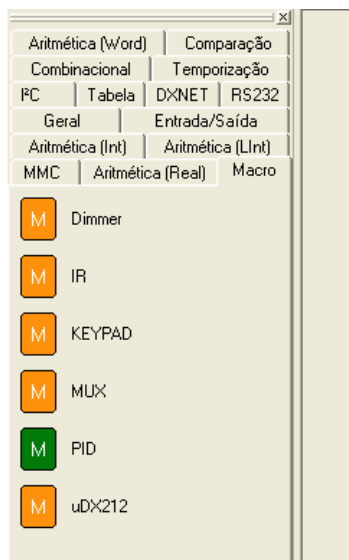 Aritmética (Word) Comparação
Combinacional Temporização
I²C Tabela DXNET RS232
Geral Entrada/Saída
Aritmética (Int) Aritmética (LInt)
MMC Aritmética (Real) Macro
M Dimmer
M IR
M KEYPAD
M MUX
M PID
M uDX212